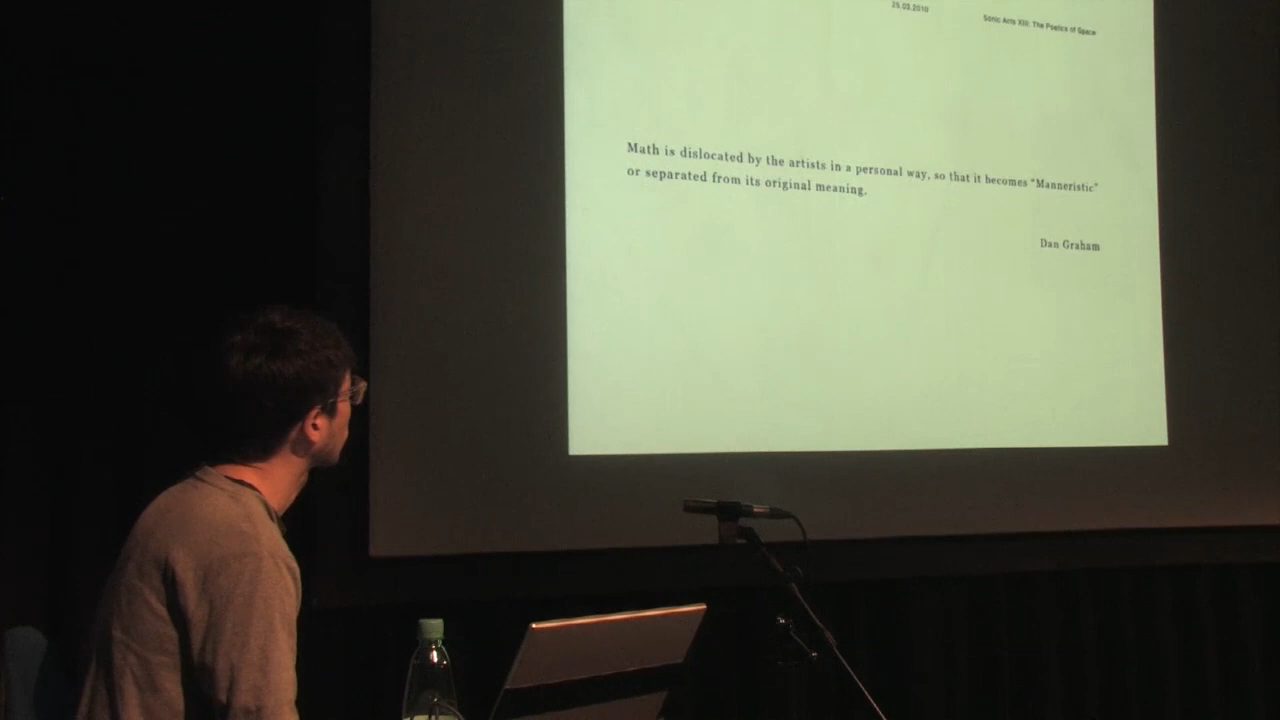 25.03.2010
Sonic Arts XIII: The Poetics of Space
Math is dislocated by the artists in a personal way, so that it becomes "Manneristic"
or separated from its original meaning.
Dan Graham